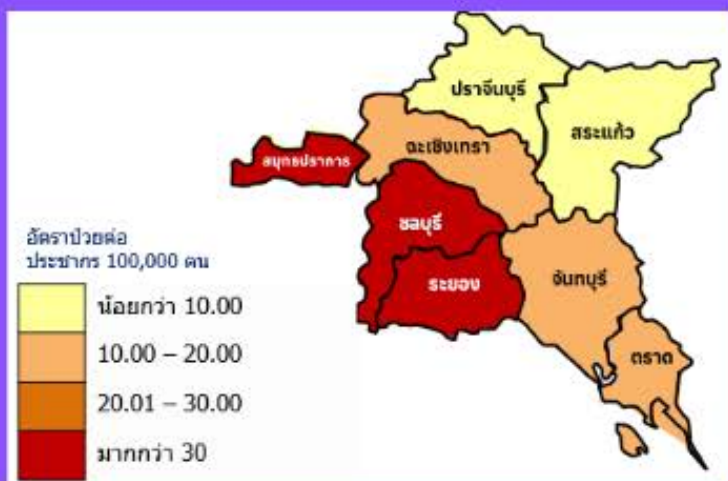 ปราจีนบุรี
สระแก้ว
ฉะเชิงเทรา
สมุทรปราการ
ชลบุรี
ระยอง
จันทบุรี
ตราด
อัตราป่วยต่อ
ประชากร 100,000 คน
น้อยกว่า 10.00
10.00 – 20.00
20.01 – 30.00
มากกว่า 30